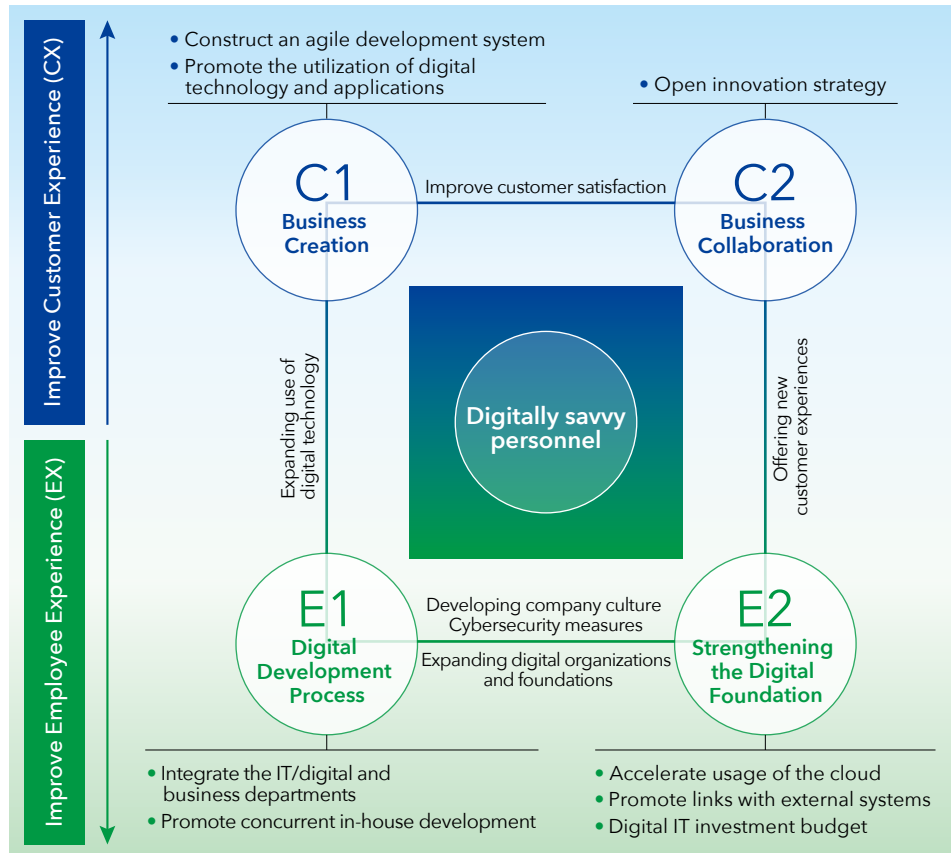 Improve Customer Experience (CX)
• Construct an agile development system
• Promote the utilization of digital
technology and applications
• Open innovation strategy
C1
Business
Creation
Improve customer satisfaction
C2
Business
Collaboration
Expanding use of
digital technology
Digitally savvy
personnel
Offering new
customer experiences
Improve Employee Experience (EX)
E1
Digital
Development
Process
Developing company culture
Cybersecurity measures
Expanding digital organizations
and foundations
E2
Strengthening
the Digital
Foundation
• Integrate the IT/digital and
business departments
• Promote concurrent in-house development
• Accelerate usage of the cloud
• Promote links with external systems
• Digital IT investment budget